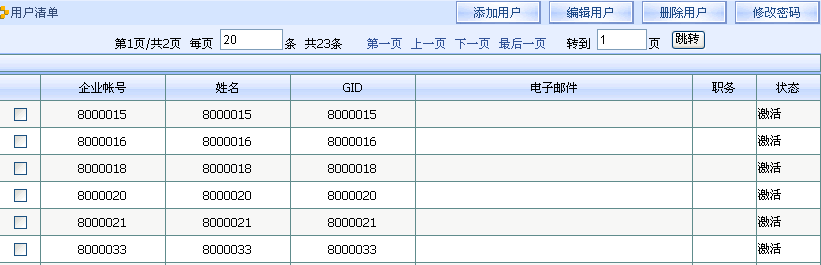 用户清单 添加用户 编辑用户 删除用户 修改密码
第1页/共2页 每页 20 条 共23条 第一页 上一页 下一页 最后一页 转到 1 页 跳转
企业帐号 姓名 GID 电子邮件 职务 状态
8000015 8000015 8000015 激活
8000016 8000016 8000016 激活
8000018 8000018 8000018 激活
8000020 8000020 8000020 激活
8000021 8000021 8000021 激活
8000033 8000033 8000033 激活